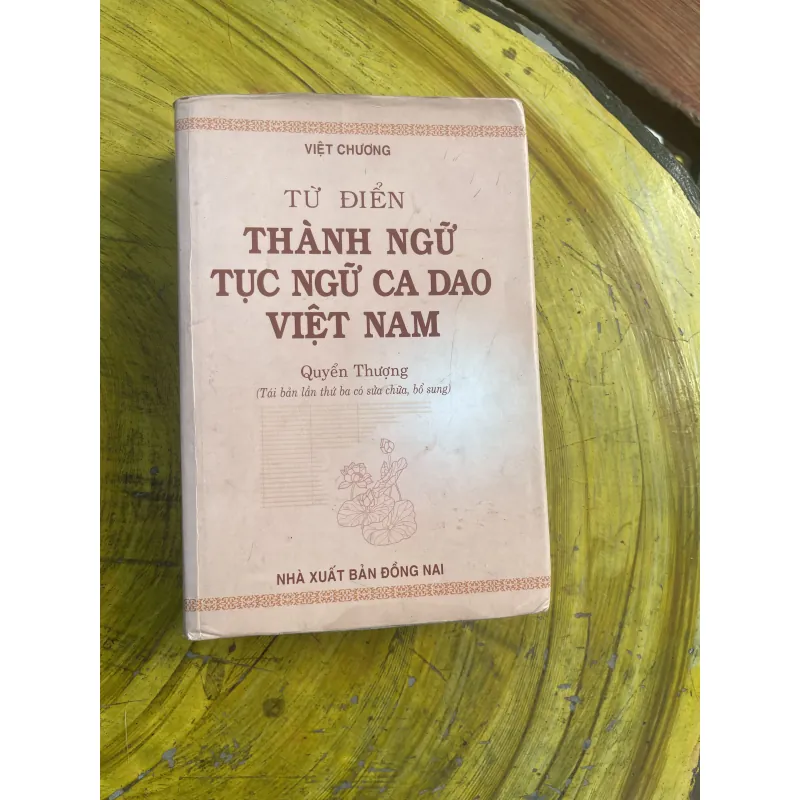 VIỆT CHƯƠNG
TỪ ĐIỂN
THÀNH NGỮ
TỤC NGỮ CA DAO
VIỆT NAM
Quyển Thượng
(Tái bản lần thứ ba có sửa chữa, bổ sung)
NHÀ XUẤT BẢN ĐỒNG NAI